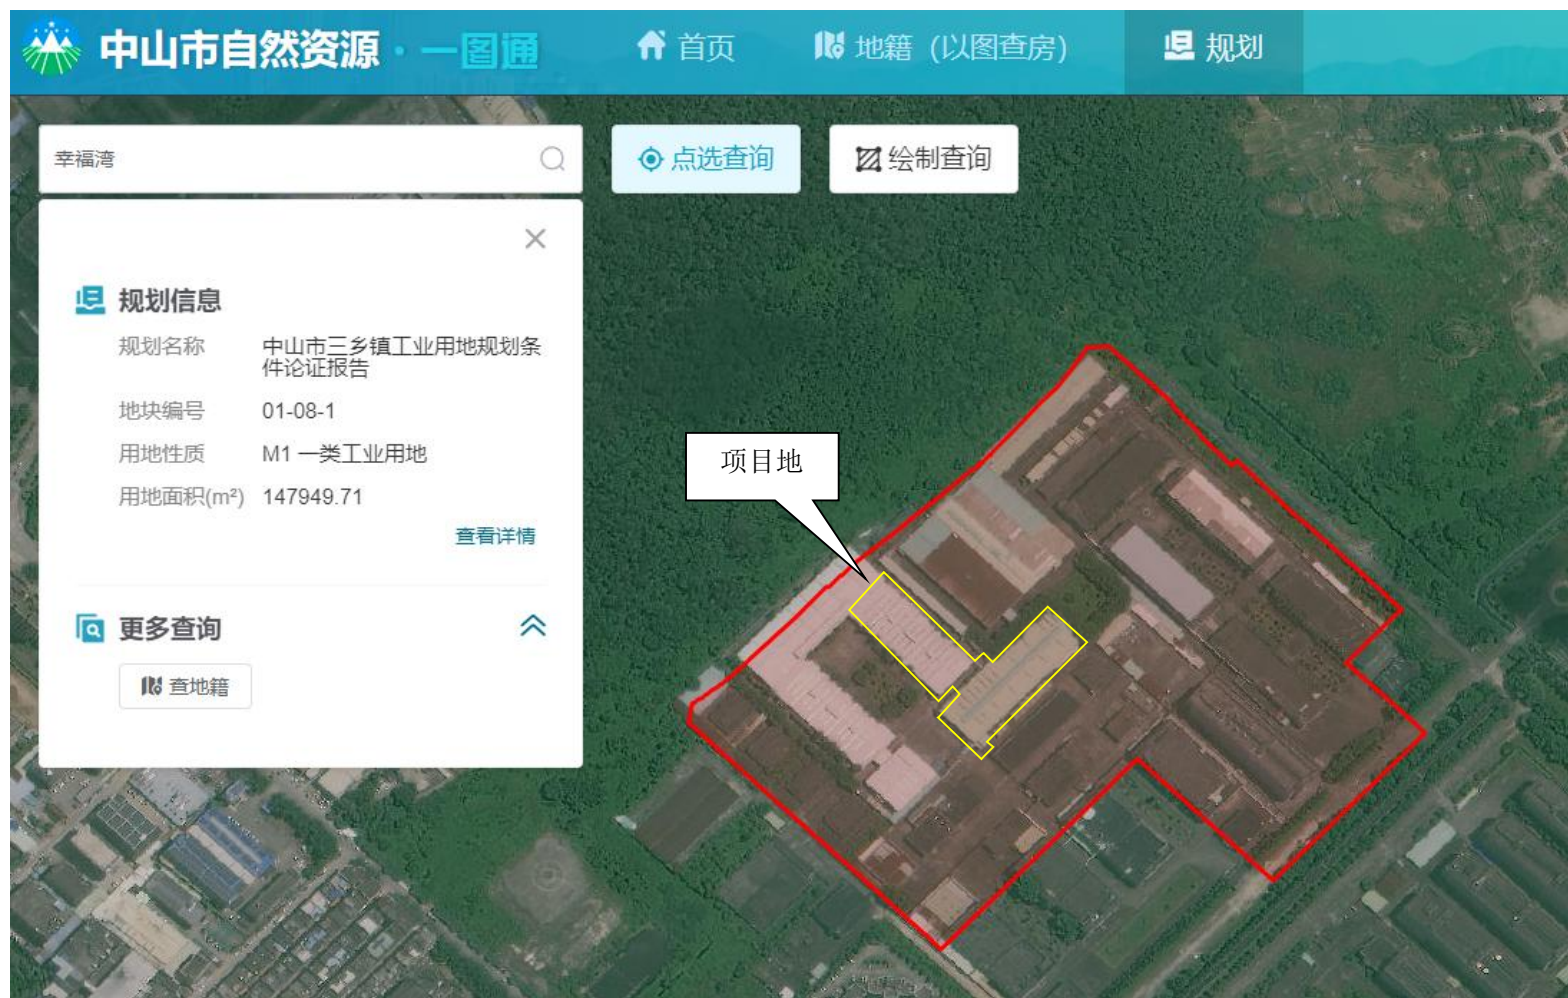 中山市自然资源·一图通
首页
地籍（以图查房）
规划
幸福湾
点选查询
绘制查询
规划信息
规划名称 中山市三乡镇工业用地规划条
件论证报告
地块编号 01-08-1
用地性质 M1 一类工业用地
用地面积(m²) 147949.71
查看详情
更多查询
查地籍
项目地